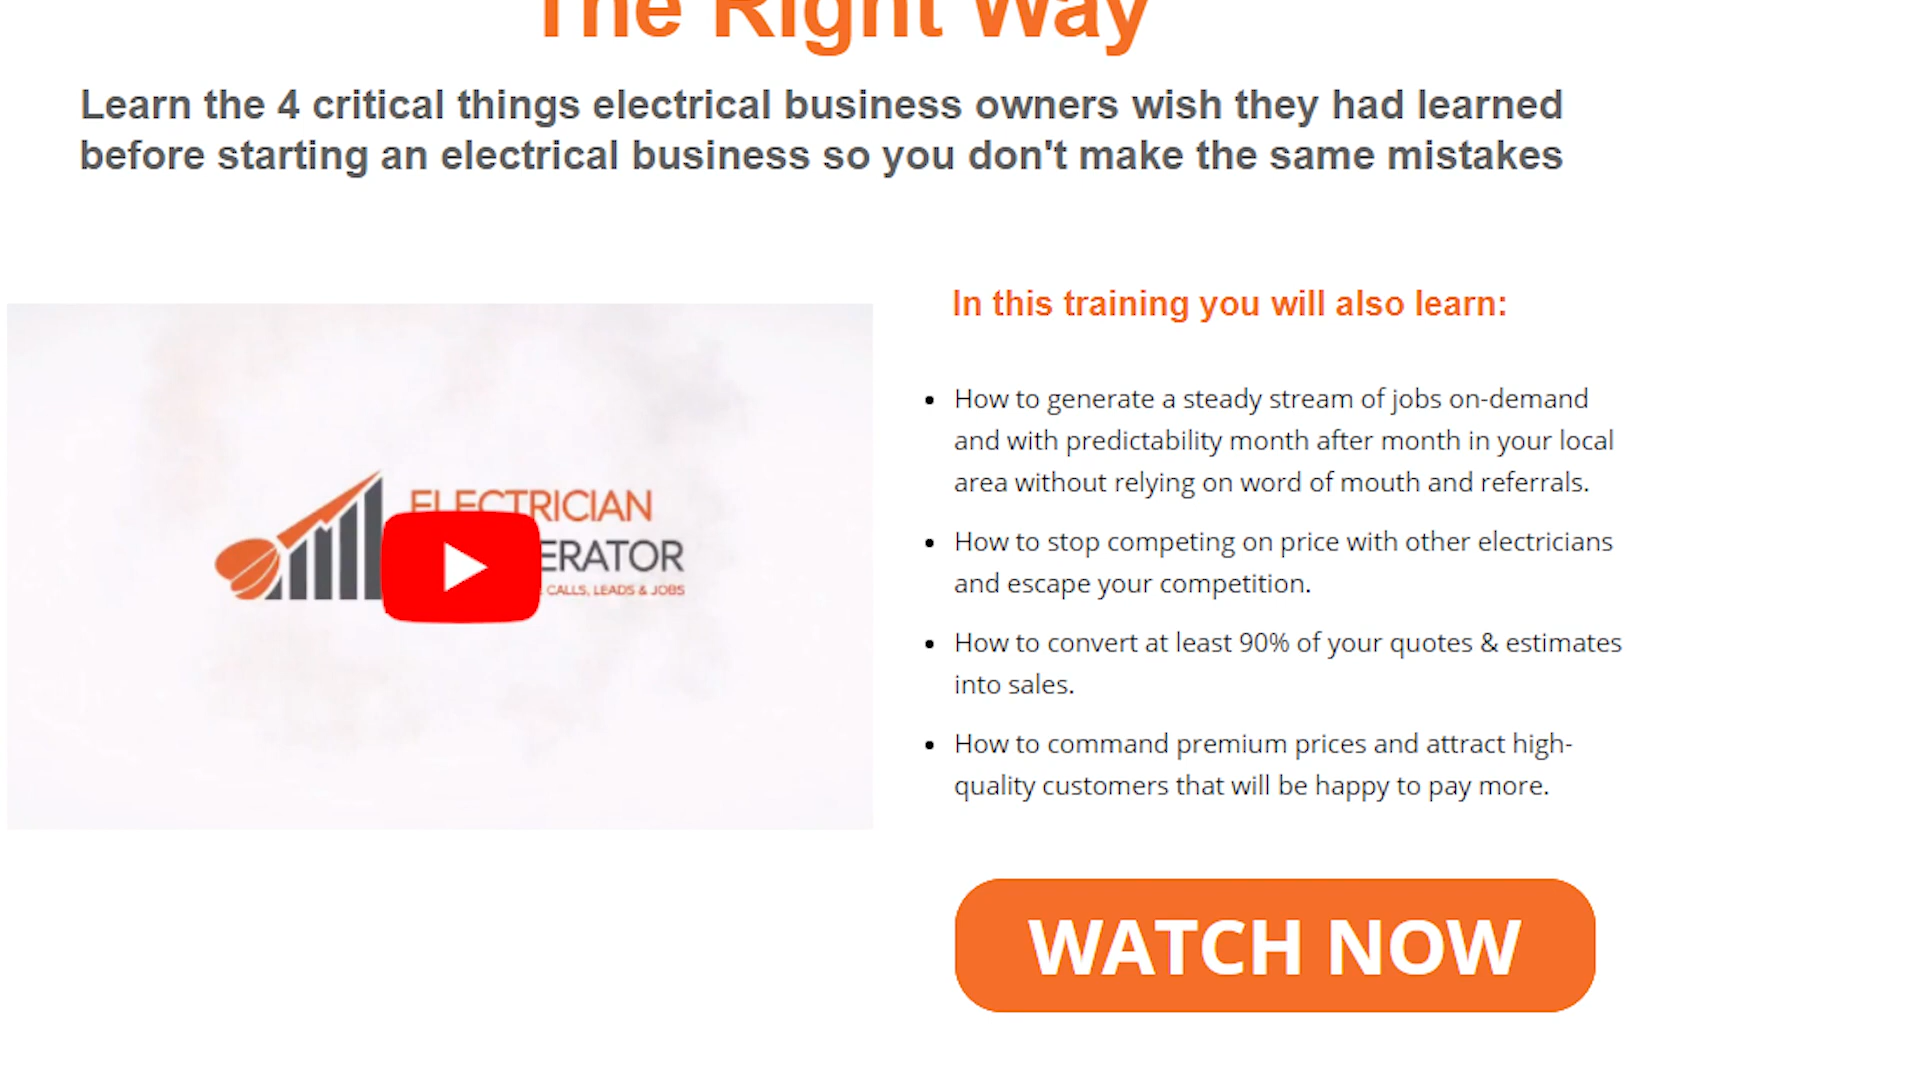 The Right Way
Learn the 4 critical things electrical business owners wish they had learned
before starting an electrical business so you don't make the same mistakes
In this training you will also learn:
How to generate a steady stream of jobs on-demand
and with predictability month after month in your local
area without relying on word of mouth and referrals.
How to stop competing on price with other electricians
and escape your competition.
How to convert at least 90% of your quotes & estimates
into sales.
How to command premium prices and attract high-
quality customers that will be happy to pay more.
ELECTRICIAN
CALLS, LEADS & JOBS
WATCH NOW